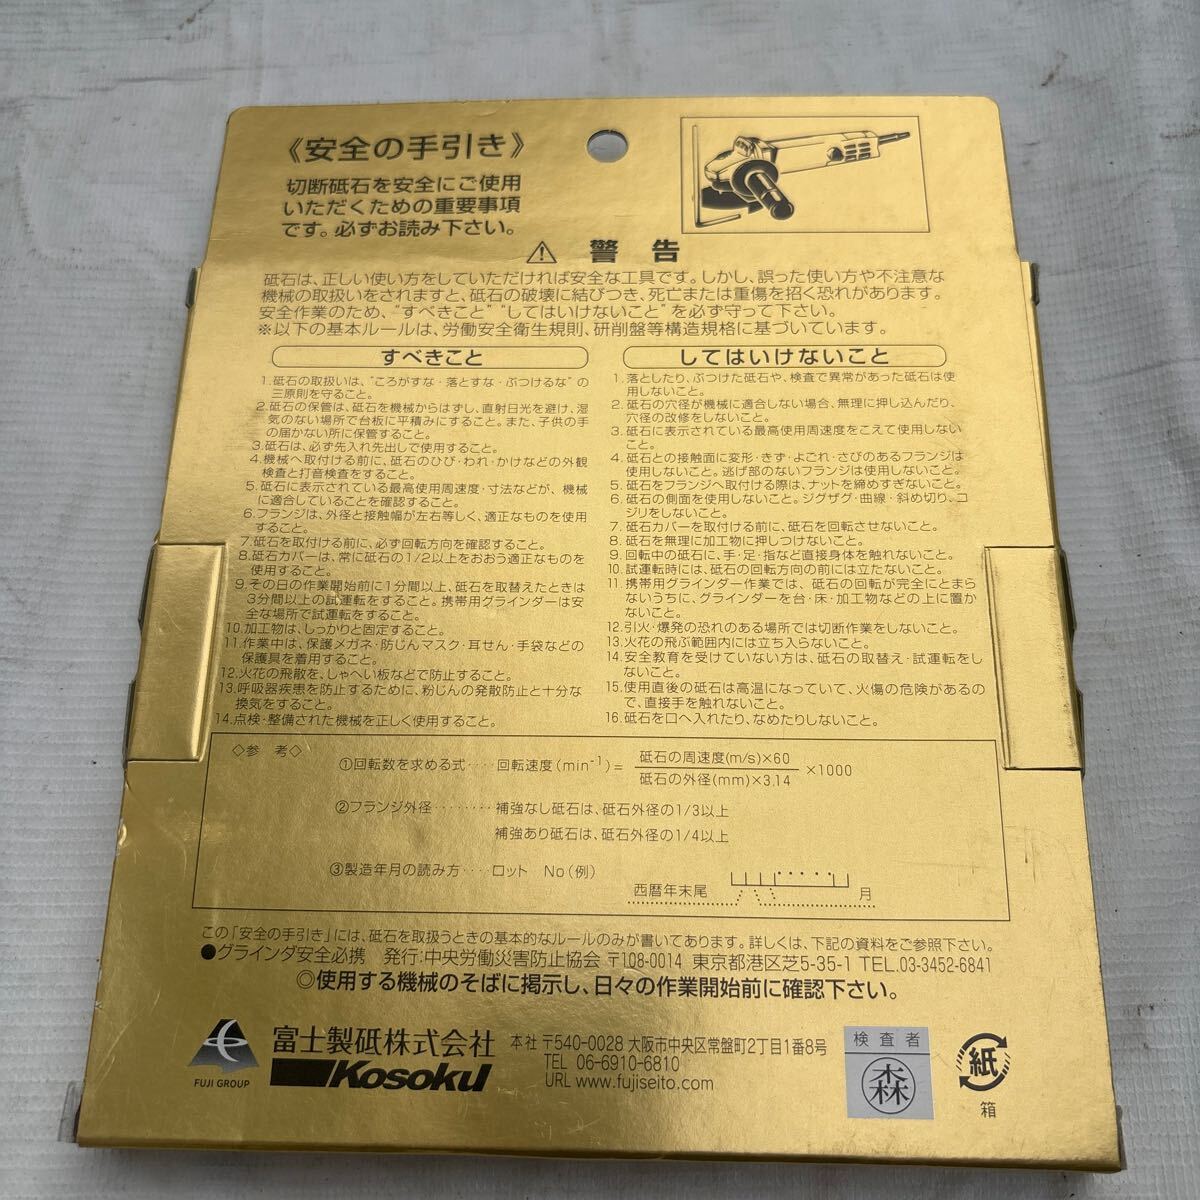 《安全の手引き》
切断砥石を安全にご使用
いただくための重要事項
です。必ずお読み下さい。
⚠ 警告
砥石は、正しい使い方をしていただければ安全な工具です。しかし、誤った使い方や不注意な
機械の取扱いをされますと、砥石の破壊に結びつき、死亡または重傷を招く恐れがあります。
安全作業のため、"すべきこと" "してはいけないこと"を必ず守って下さい。
※以下の基本ルールは、労働安全衛生規則、研削盤等構造規格に基づいています。
すべきこと
1.砥石の取扱いは、"ころがすな・落とすな・ぶつけるな"の
三原則を守ること。
2.砥石の保管は、砥石を機械からはずし、直射日光を避け、湿
気のない場所で台板に平積みにすること。また、子供の手
の届かない所に保管すること。
3.砥石は、必ず先入れ先出しで使用すること。
4.機械へ取付ける前に、砥石のひび・われ・かけなどの外観
検査と打音検査をすること。
5.砥石に表示されている最高使用周速度・寸法などが、機械
に適合していることを確認すること。
6.フランジは、外径と接触幅が左右等しく、適正なものを使用
すること。
7.砥石を取付ける前に、必ず回転方向を確認すること。
8.砥石カバーは、常に砥石の1/2以上をおおう適正なものを
使用すること。
9.その日の作業開始前に1分間以上、砥石を取替えたときは
3分間以上の試運転をすること。携帯用グラインダーは安
全な場所で試運転をすること。
10.加工物は、しっかりと固定すること。
11.作業中は、保護メガネ・防じんマスク・耳せん・手袋などの
保護具を着用すること。
12.火花の飛散を、しゃへい板などで防止すること。
13.呼吸器疾患を防止するために、粉じんの発散防止と十分な
換気をすること。
14.点検・整備された機械を正しく使用すること。
してはいけないこと
1.落としたり、ぶつけた砥石や、検査で異常があった砥石は使
用しないこと。
2.砥石の穴径が機械に適合しない場合、無理に押し込んだり、
穴径の改修をしないこと。
3.砥石に表示されている最高使用周速度をこえて使用しない
こと。
4.砥石との接触面に変形・きず・よごれ・さびのあるフランジは
使用しないこと。逃げ部のないフランジは使用しないこと。
5.砥石をフランジへ取付ける際は、ナットを締めすぎないこと。
6.砥石の側面を使用しないこと。ジグザグ・曲線・斜め切り、コ
ジリをしないこと。
7.砥石カバーを取付ける前に、砥石を回転させないこと。
8.砥石を無理に加工物に押しつけないこと。
9.回転中の砥石に、手・足・指など直接身体を触れないこと。
10.試運転時には、砥石の回転方向の前には立たないこと。
11.携帯用グラインダー作業では、砥石の回転が完全にとまら
ないうちに、グラインダーを台・床・加工物などの上に置か
ないこと。
12.引火・爆発の恐れのある場所では切断作業をしないこと。
13.火花の飛ぶ範囲内には立ち入らないこと。
14.安全教育を受けていない方は、砥石の取替え・試運転をし
ないこと。
15.使用直後の砥石は高温になっていて、火傷の危険があるの
で、直接手を触れないこと。
16.砥石を口へ入れたり、なめたりしないこと。
◇参 考◇
①回転数を求める式‥‥回転速度(min⁻¹)= 砥石の周速度(m/s)×60 / 砥石の外径(mm)×3.14 ×1000
②フランジ外径‥‥‥‥補強なし砥石は、砥石外径の1/3以上
補強あり砥石は、砥石外径の1/4以上
③製造年月の読み方‥‥ロット No(例)
西暦年末尾 月
この「安全の手引き」には、砥石を取扱うときの基本的なルールのみが書いてあります。詳しくは、下記の資料をご参照下さい。
●グラインダ安全必携 発行:中央労働災害防止協会 〒108-0014 東京都港区芝5-35-1 TEL.03-3452-6841
◎使用する機械のそばに掲示し、日々の作業開始前に確認下さい。
FUJI GROUP
富士製砥株式会社
Kosoku
本社 〒540-0028 大阪市中央区常盤町2丁目1番8号
TEL 06-6910-6810
URL www.fujiseito.com
検査者
森
紙
箱